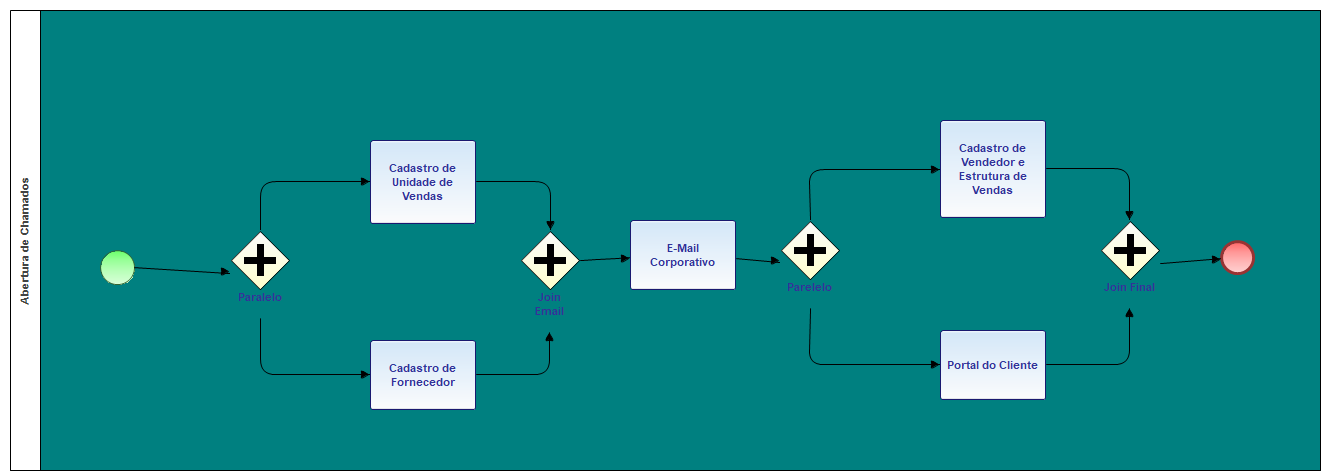 Abertura de Chamados
Paralelo
Cadastro de
Unidade de
Vendas
Cadastro de
Fornecedor
Join
Email
E-Mail
Corporativo
Parelelo
Cadastro de
Vendedor e
Estrutura de
Vendas
Portal do Cliente
Join Final